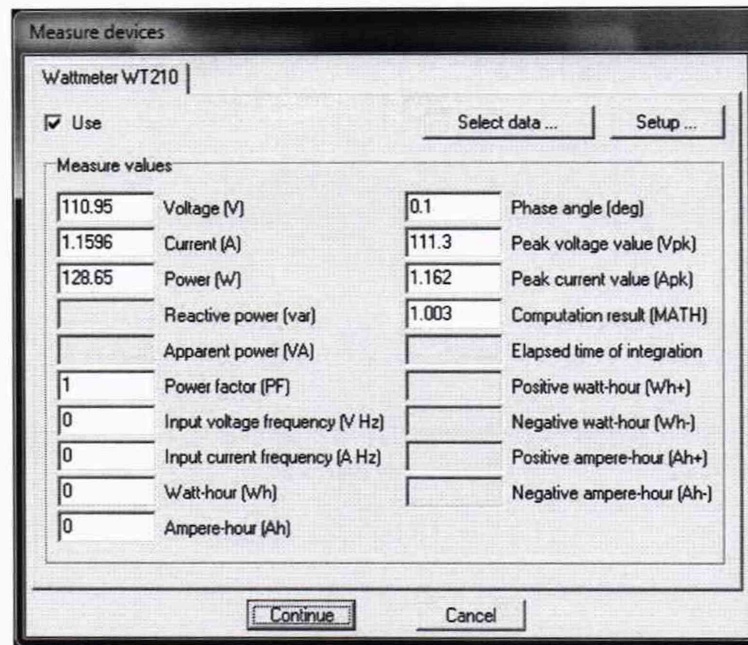 Measure devices
Wattmeter WT210
Use
Select data ...
Setup ...
Measure values
110.95 Voltage (V)
0.1 Phase angle (deg)
1.1596 Current (A)
111.3 Peak voltage value (Vpk)
128.65 Power (W)
1.162 Peak current value (Apk)
Reactive power (var)
1.003 Computation result (MATH)
Apparent power (VA)
Elapsed time of integration
1 Power factor (PF)
Positive watt-hour (Wh+)
0 Input voltage frequency (V Hz)
Negative watt-hour (Wh-)
0 Input current frequency (A Hz)
Positive ampere-hour (Ah+)
0 Watt-hour (Wh)
Negative ampere-hour (Ah-)
0 Ampere-hour (Ah)
Continue
Cancel